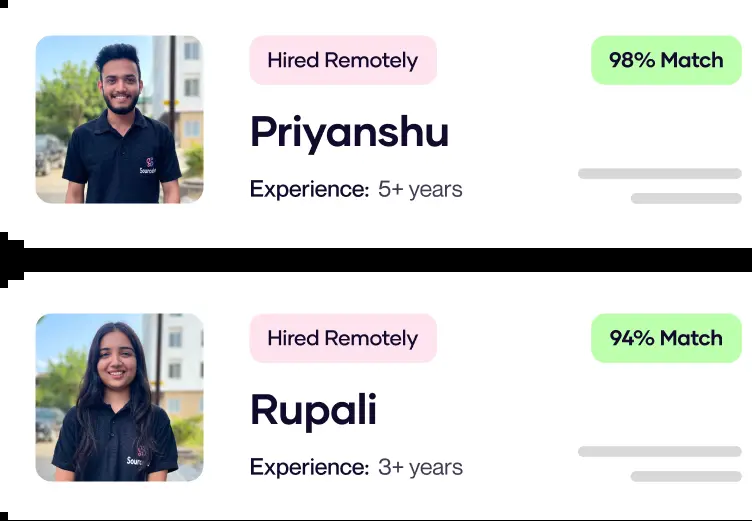 Hired Remotely
98% Match
Priyanshu
Experience: 5+ years
Hired Remotely
94% Match
Rupali
Experience: 3+ years